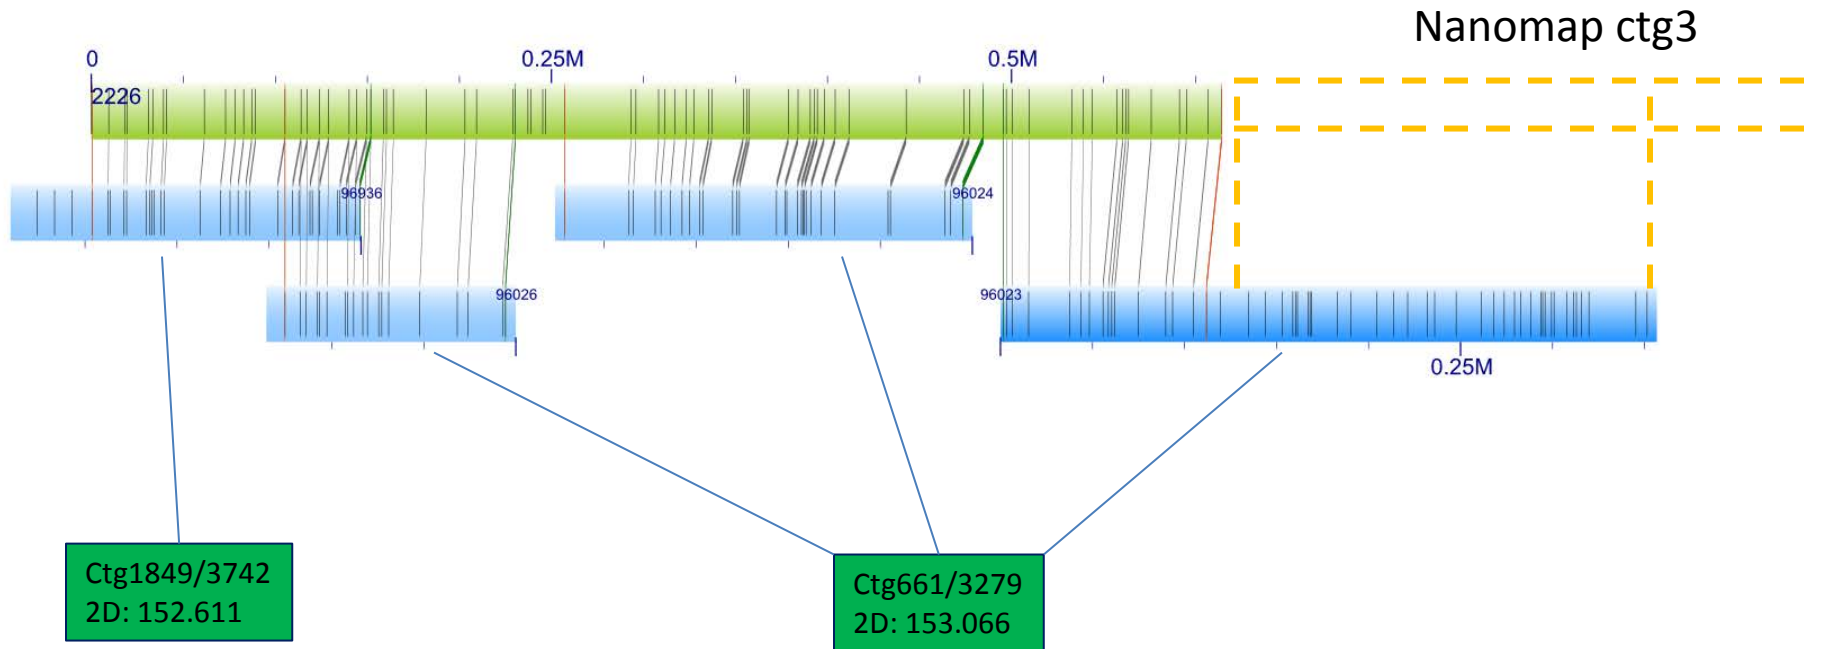 Nanomap ctg3
0 0.25M 0.5M
2226
96936 96024
96026 96023
0.25M
Ctg1849/3742
2D: 152.611
Ctg661/3279
2D: 153.066